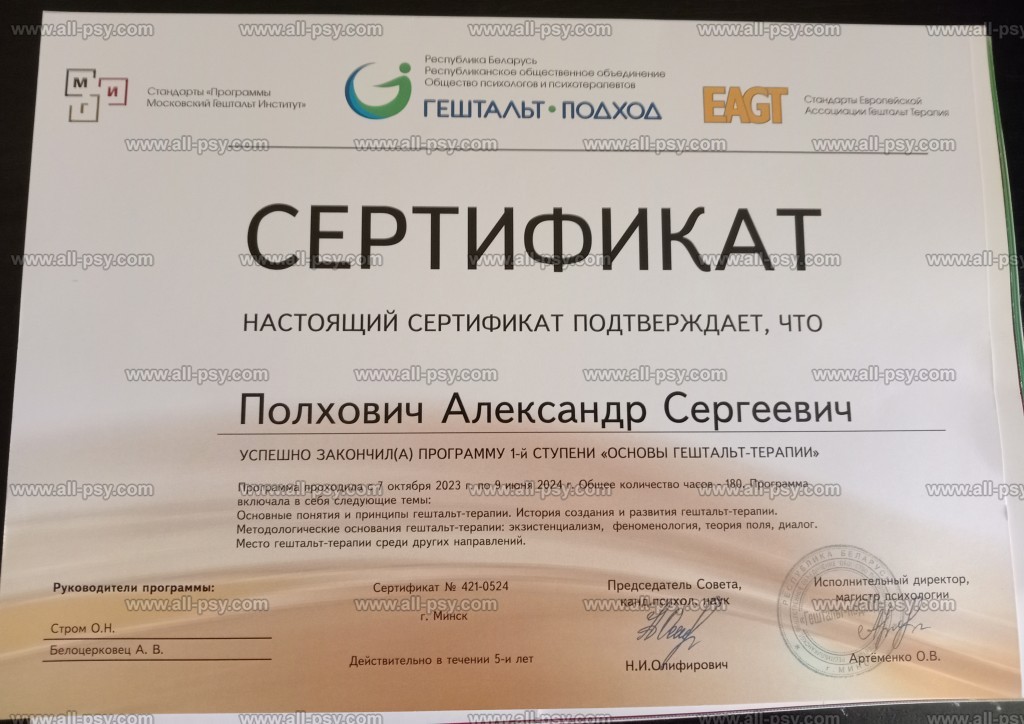 Стандарты «Программы
Московский Гештальт Институт»
м и г
Республика Беларусь
Республиканское общественное объединение
Общество психологов и психотерапевтов
ГЕШТАЛЬТ • ПОДХОД
EAGT
Стандарты Европейской
Ассоциации Гештальт Терапия
СЕРТИФИКАТ
НАСТОЯЩИЙ СЕРТИФИКАТ ПОДТВЕРЖДАЕТ, ЧТО
Полхович Александр Сергеевич
УСПЕШНО ЗАКОНЧИЛ(А) ПРОГРАММУ 1-й СТУПЕНИ «ОСНОВЫ ГЕШТАЛЬТ-ТЕРАПИИ»
Программа проходила с 7 октября 2023 г. по 9 июня 2024 г. Общее количество часов - 180. Программа
включала в себя следующие темы:
Основные понятия и принципы гештальт-терапии. История создания и развития гештальт-терапии.
Методологические основания гештальт-терапии: экзистенциализм, феноменология, теория поля, диалог.
Место гештальт-терапии среди других направлений.
Руководители программы:
Стром О.Н.
Белоцерковец А. В.
Сертификат № 421-0524
г. Минск
Действительно в течении 5-и лет
Председатель Совета,
канд.психол. наук
Н.И.Олифирович
Исполнительный директор,
магистр психологии
Артёменко О.В.
www.all-psy.com